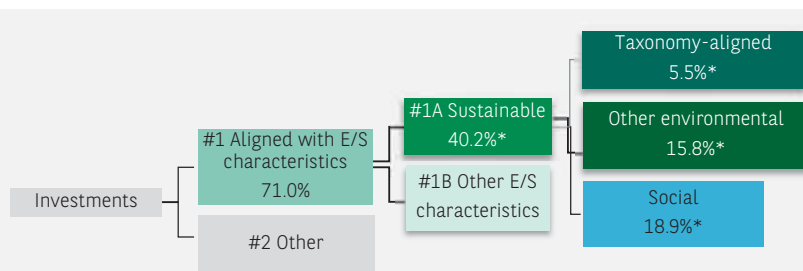 Investments
#1 Aligned with E/S
characteristics
71.0%
#2 Other
#1A Sustainable
40.2%*
#1B Other E/S
characteristics
Taxonomy-aligned
5.5%*
Other environmental
15.8%*
Social
18.9%*